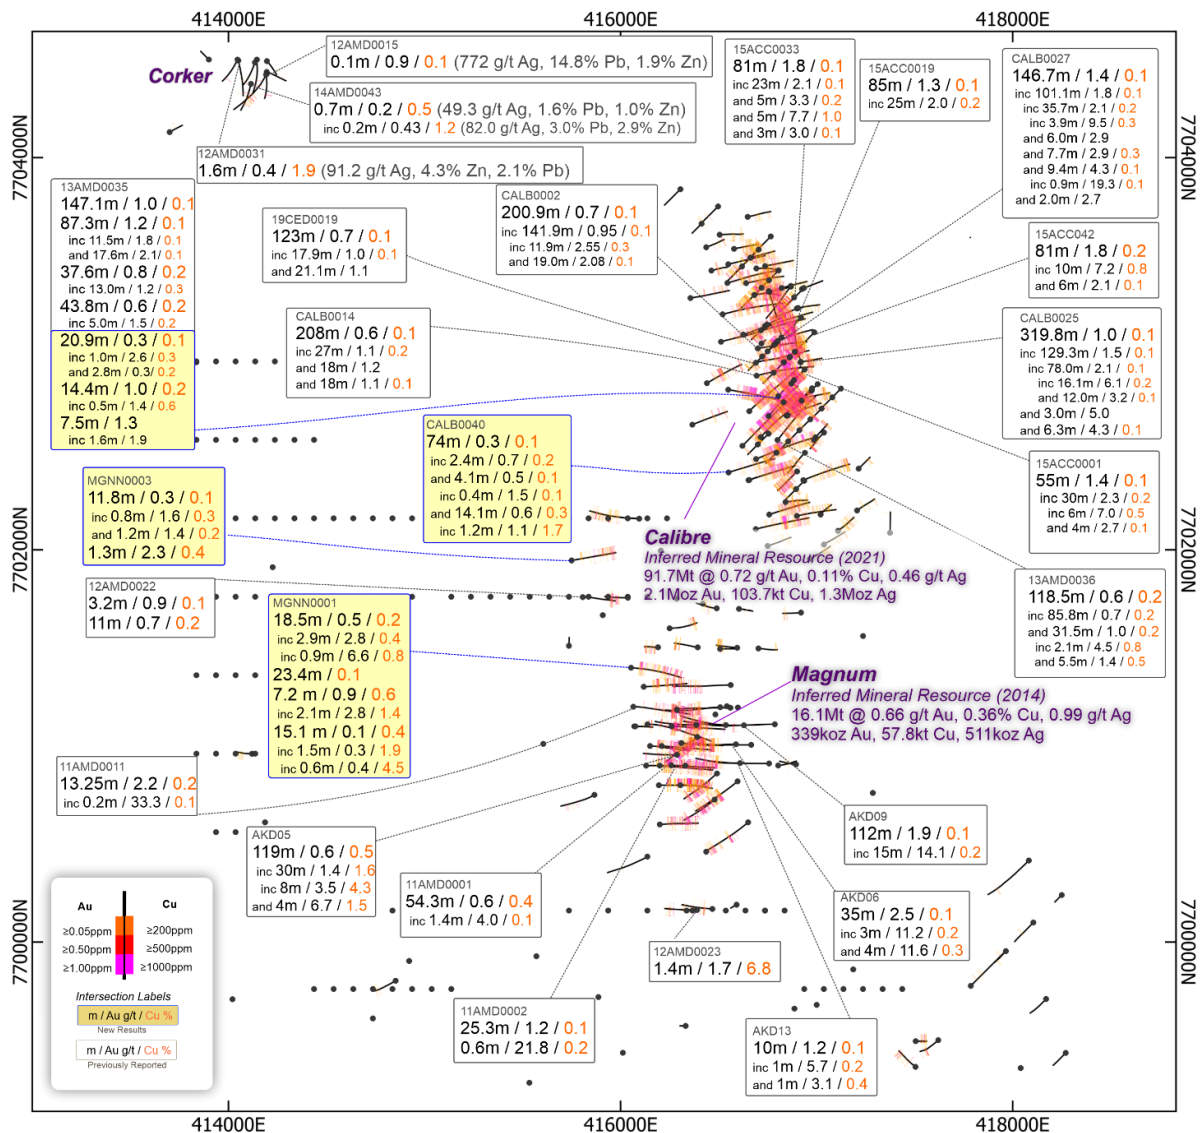 414000E
416000E
418000E
7704000N
7702000N
7700000N
7704000N
7702000N
7700000N
414000E
416000E
418000E
Corker
12AMD0015
0.1m / 0.9 / 0.1 (772 g/t Ag, 14.8% Pb, 1.9% Zn)
14AMD0043
0.7m / 0.2 / 0.5 (49.3 g/t Ag, 1.6% Pb, 1.0% Zn)
inc 0.2m / 0.43 / 1.2 (82.0 g/t Ag, 3.0% Pb, 2.9% Zn)
12AMD0031
1.6m / 0.4 / 1.9 (91.2 g/t Ag, 4.3% Zn, 2.1% Pb)
15ACC0033
81m / 1.8 / 0.1
inc 23m / 2.1 / 0.1
and 5m / 3.3 / 0.2
and 5m / 7.7 / 1.0
and 3m / 3.0 / 0.1
15ACC0019
85m / 1.3 / 0.1
inc 25m / 2.0 / 0.2
CALB0027
146.7m / 1.4 / 0.1
inc 101.1m / 1.8 / 0.1
inc 35.7m / 2.1 / 0.2
inc 3.9m / 9.5 / 0.3
and 6.0m / 2.9
and 7.7m / 2.9 / 0.3
and 9.4m / 4.3 / 0.1
inc 0.9m / 19.3 / 0.1
and 2.0m / 2.7
13AMD0035
147.1m / 1.0 / 0.1
87.3m / 1.2 / 0.1
inc 11.5m / 1.8 / 0.1
and 17.6m / 2.1 / 0.1
37.6m / 0.8 / 0.2
inc 13.0m / 1.2 / 0.3
43.8m / 0.6 / 0.2
inc 5.0m / 1.5 / 0.2
20.9m / 0.3 / 0.1
inc 1.0m / 2.6 / 0.3
and 2.8m / 0.3/ 0.2
14.4m / 1.0 / 0.2
inc 0.5m / 1.4 / 0.6
7.5m / 1.3
inc 1.6m / 1.9
19CED0019
123m / 0.7 / 0.1
inc 17.9m / 1.0 / 0.1
and 21.1m / 1.1
CALB0002
200.9m / 0.7 / 0.1
inc 141.9m / 0.95 / 0.1
inc 11.9m / 2.55 / 0.3
and 19.0m / 2.08 / 0.1
15ACC042
81m / 1.8 / 0.2
inc 10m / 7.2 / 0.8
and 6m / 2.1 / 0.1
CALB0014
208m / 0.6 / 0.1
inc 27m / 1.1 / 0.2
and 18m / 1.2
and 18m / 1.1 / 0.1
CALB0025
319.8m / 1.0 / 0.1
inc 129.3m / 1.5 / 0.1
inc 78.0m / 2.1 / 0.1
inc 16.1m / 6.1 / 0.2
and 12.0m / 3.2 / 0.1
and 3.0m / 5.0
and 6.3m / 4.3 / 0.1
CALB0040
74m / 0.3 / 0.1
inc 2.4m / 0.7 / 0.2
and 4.1m / 0.5 / 0.1
inc 0.4m / 1.5 / 0.1
and 14.1m / 0.6 / 0.3
inc 1.2m / 1.1 / 1.7
15ACC0001
55m / 1.4 / 0.1
inc 30m / 2.3 / 0.2
inc 6m / 7.0 / 0.5
and 4m / 2.7 / 0.1
MGNN0003
11.8m / 0.3 / 0.1
inc 0.8m / 1.6 / 0.3
and 1.2m / 1.4 / 0.2
1.3m / 2.3 / 0.4
Calibre
Inferred Mineral Resource (2021)
91.7Mt @ 0.72 g/t Au, 0.11% Cu, 0.46 g/t Ag
2.1Moz Au, 103.7kt Cu, 1.3Moz Ag
12AMD0022
3.2m / 0.9 / 0.1
11m / 0.7 / 0.2
13AMD0036
118.5m / 0.6 / 0.2
inc 85.8m / 0.7 / 0.2
and 31.5m / 1.0 / 0.2
inc 2.1m / 4.5 / 0.8
and 5.5m / 1.4 / 0.5
MGNN0001
18.5m / 0.5 / 0.2
inc 2.9m / 2.8 / 0.4
inc 0.9m / 6.6 / 0.8
23.4m / 0.1
7.2 m / 0.9 / 0.6
inc 2.1m / 2.8 / 1.4
15.1 m / 0.1 / 0.4
inc 1.5m / 0.3 / 1.9
inc 0.6m / 0.4 / 4.5
Magnum
Inferred Mineral Resource (2014)
16.1Mt @ 0.66 g/t Au, 0.36% Cu, 0.99 g/t Ag
339koz Au, 57.8kt Cu, 511koz Ag
11AMD0011
13.25m / 2.2 / 0.2
inc 0.2m / 33.3 / 0.1
AKD05
119m / 0.6 / 0.5
inc 30m / 1.4 / 1.6
inc 8m / 3.5 / 4.3
and 4m / 6.7 / 1.5
AKD09
112m / 1.9 / 0.1
inc 15m / 14.1 / 0.2
11AMD0001
54.3m / 0.6 / 0.4
inc 1.4m / 4.0 / 0.1
AKD06
35m / 2.5 / 0.1
inc 3m / 11.2 / 0.2
and 4m / 11.6 / 0.3
12AMD0023
1.4m / 1.7 / 6.8
11AMD0002
25.3m / 1.2 / 0.1
0.6m / 21.8 / 0.2
AKD13
10m / 1.2 / 0.1
inc 1m / 5.7 / 0.2
and 1m / 3.1 / 0.4
Au Cu
≥0.05ppm ≥200ppm
≥0.50ppm ≥500ppm
≥1.00ppm ≥1000ppm
Intersection Labels
m / Au g/t / Cu %
New Results
m / Au g/t / Cu %
Previously Reported